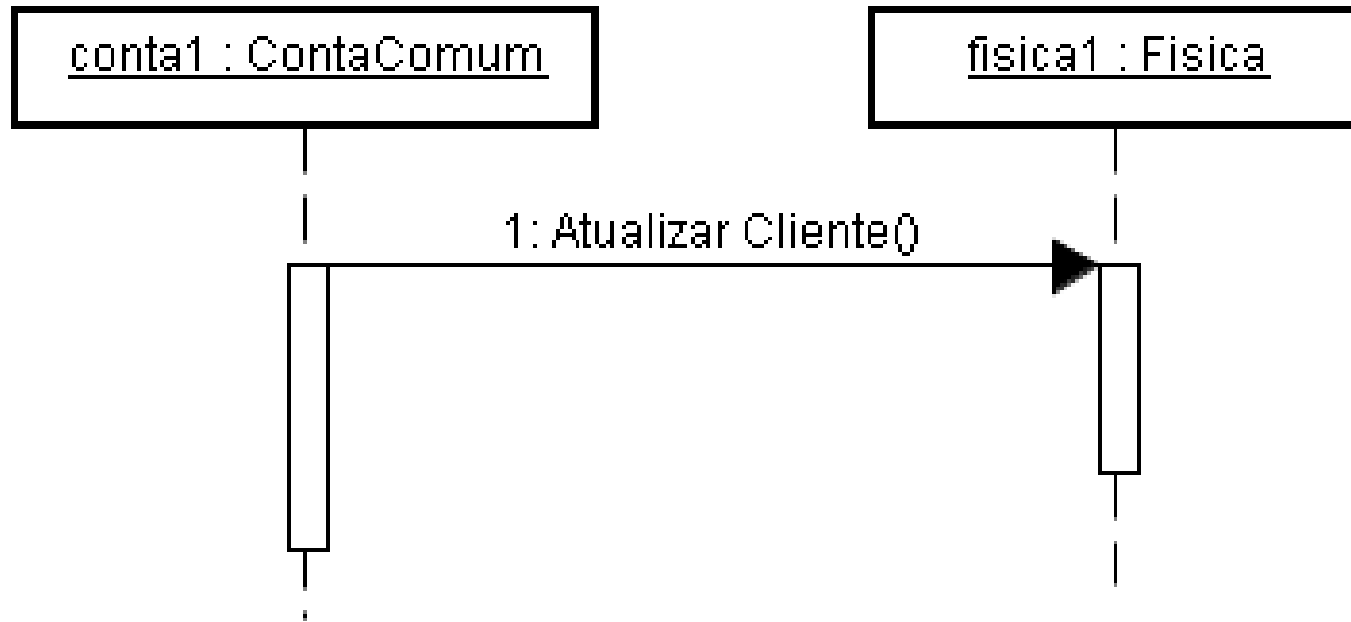 conta1 : ContaComum
fisica1 : Fisica
1: Atualizar Cliente()